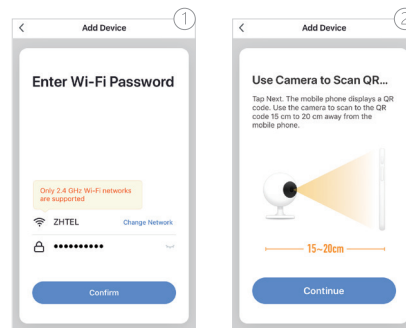 Add Device
1
Enter Wi-Fi Password
Only 2.4 GHz Wi-Fi networks
are supported
ZHTEL Change Network
••••••••••
Confirm
Add Device
2
Use Camera to Scan QR...
Tap Next. The mobile phone displays a QR
code. Use the camera to scan to the QR
code 15 cm to 20 cm away from the
mobile phone.
15~20cm
Continue